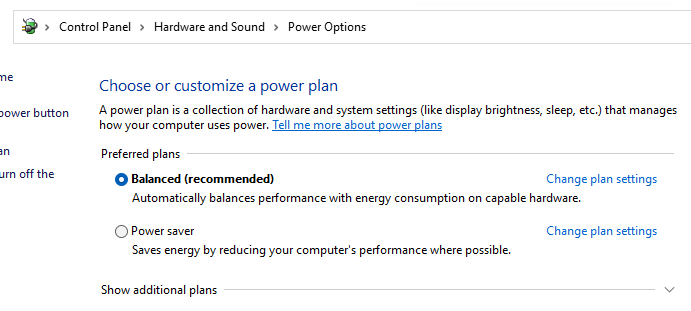 Control Panel > Hardware and Sound > Power Options
me
power button
an
urn off the
Choose or customize a power plan
A power plan is a collection of hardware and system settings (like display brightness, sleep, etc.) that manages
how your computer uses power. Tell me more about power plans
Preferred plans
Balanced (recommended) Change plan settings
Automatically balances performance with energy consumption on capable hardware.
Power saver Change plan settings
Saves energy by reducing your computer's performance where possible.
Show additional plans